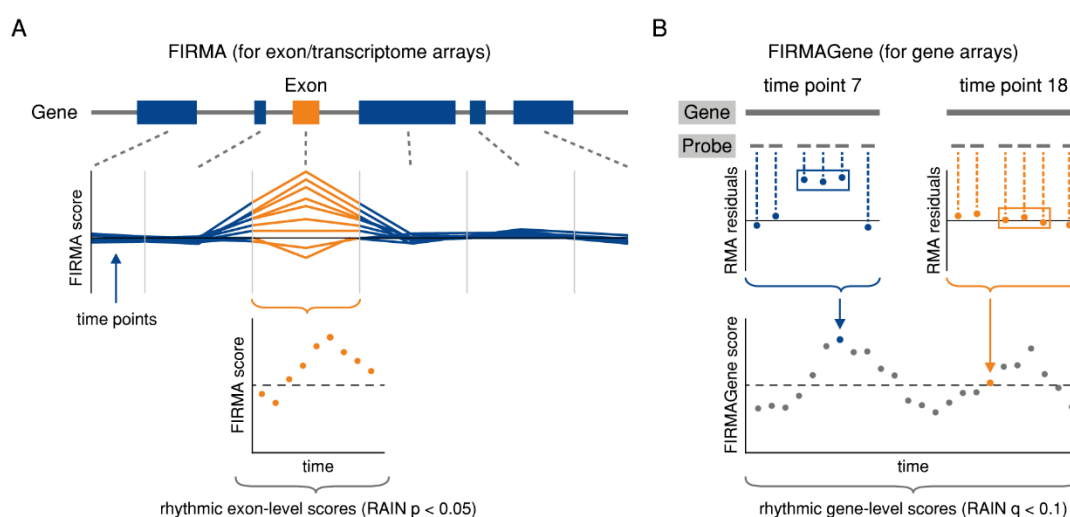 A
FIRMA (for exon/transcriptome arrays)
Exon
Gene
FIRMA score
time points
FIRMA score
time
rhythmic exon-level scores (RAIN p < 0.05)
B
FIRMAGene (for gene arrays)
time point 7
time point 18
Gene
Probe
RMA residuals
RMA residuals
FIRMAGene score
time
rhythmic gene-level scores (RAIN q < 0.1)